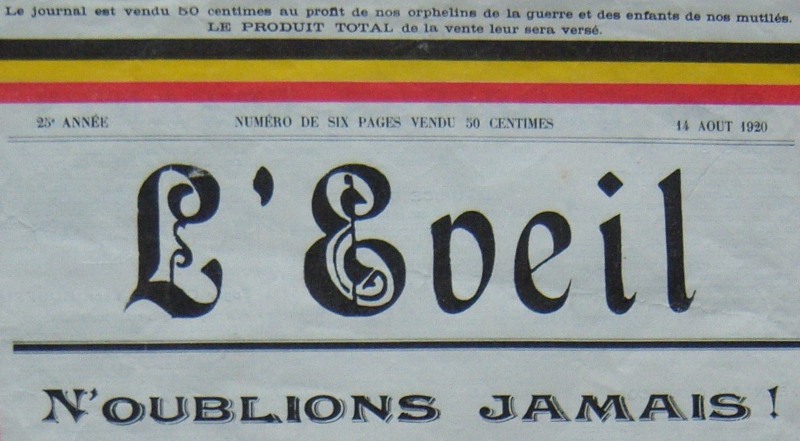 Le journal est vendu 50 centimes au profit de nos orphelins de la guerre et des enfants de nos mutilés.
LE PRODUIT TOTAL de la vente leur sera versé.
25e ANNÉE NUMÉRO DE SIX PAGES VENDU 50 CENTIMES 14 AOUT 1920
L'Eveil
N'OUBLIONS JAMAIS !